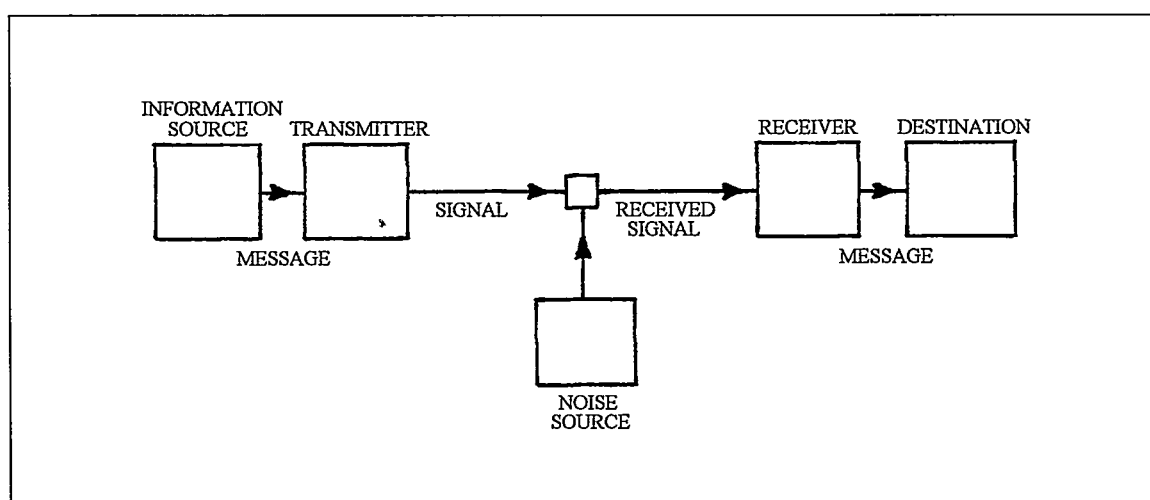 INFORMATION
SOURCE
TRANSMITTER
RECEIVER
DESTINATION
SIGNAL
RECEIVED
SIGNAL
MESSAGE
MESSAGE
NOISE
SOURCE